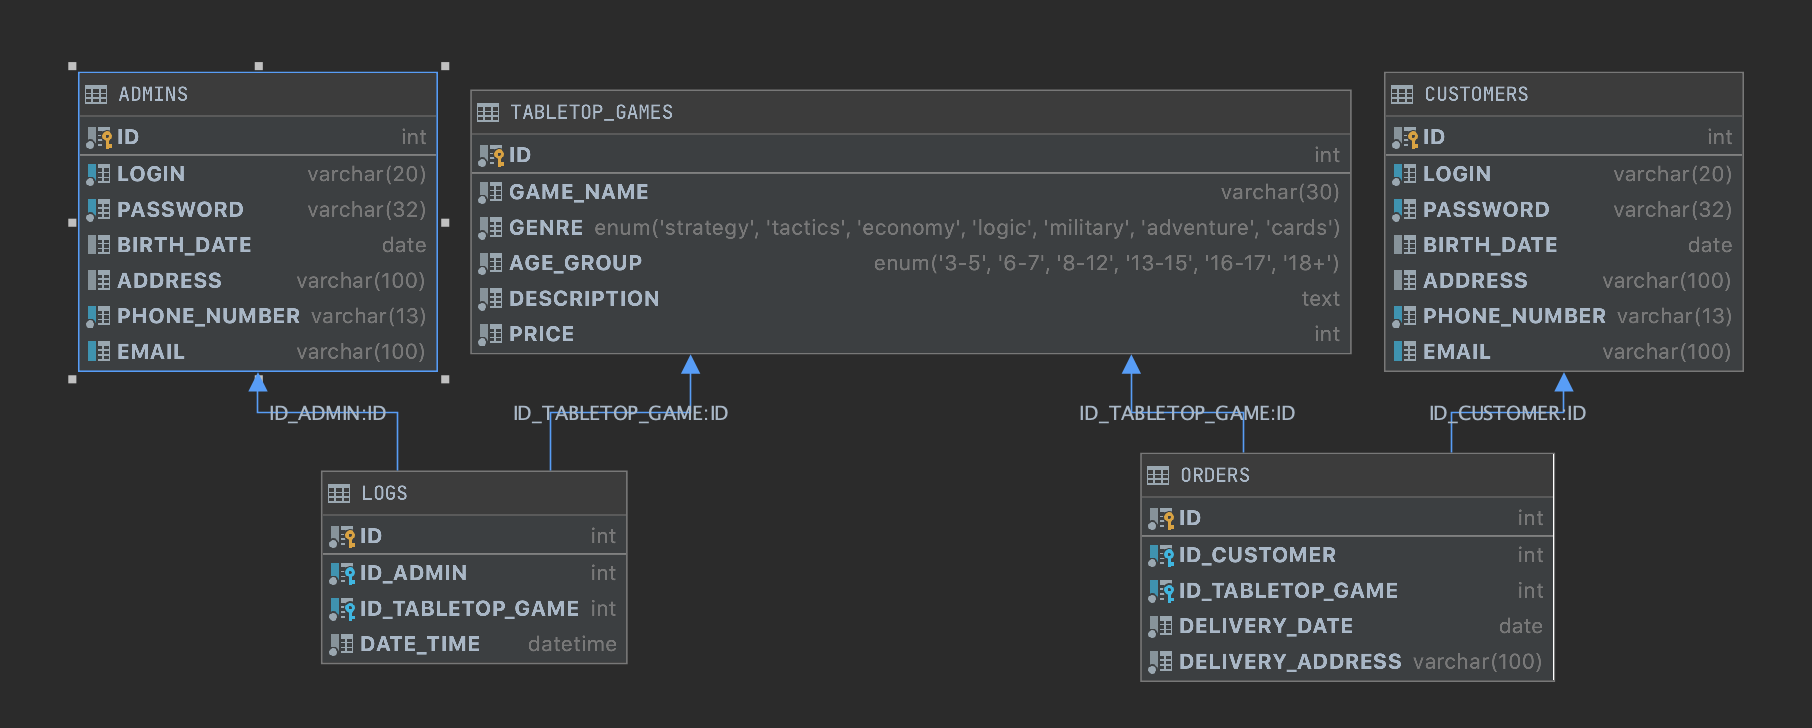 ADMINS
ID int
LOGIN varchar(20)
PASSWORD varchar(32)
BIRTH_DATE date
ADDRESS varchar(100)
PHONE_NUMBER varchar(13)
EMAIL varchar(100)
TABLETOP_GAMES
ID int
GAME_NAME varchar(30)
GENRE enum('strategy', 'tactics', 'economy', 'logic', 'military', 'adventure', 'cards')
AGE_GROUP enum('3-5', '6-7', '8-12', '13-15', '16-17', '18+')
DESCRIPTION text
PRICE int
CUSTOMERS
ID int
LOGIN varchar(20)
PASSWORD varchar(32)
BIRTH_DATE date
ADDRESS varchar(100)
PHONE_NUMBER varchar(13)
EMAIL varchar(100)
ID_ADMIN:ID
ID_TABLETOP_GAME:ID
ID_TABLETOP_GAME:ID
ID_CUSTOMER:ID
LOGS
ID int
ID_ADMIN int
ID_TABLETOP_GAME int
DATE_TIME datetime
ORDERS
ID int
ID_CUSTOMER int
ID_TABLETOP_GAME int
DELIVERY_DATE date
DELIVERY_ADDRESS varchar(100)